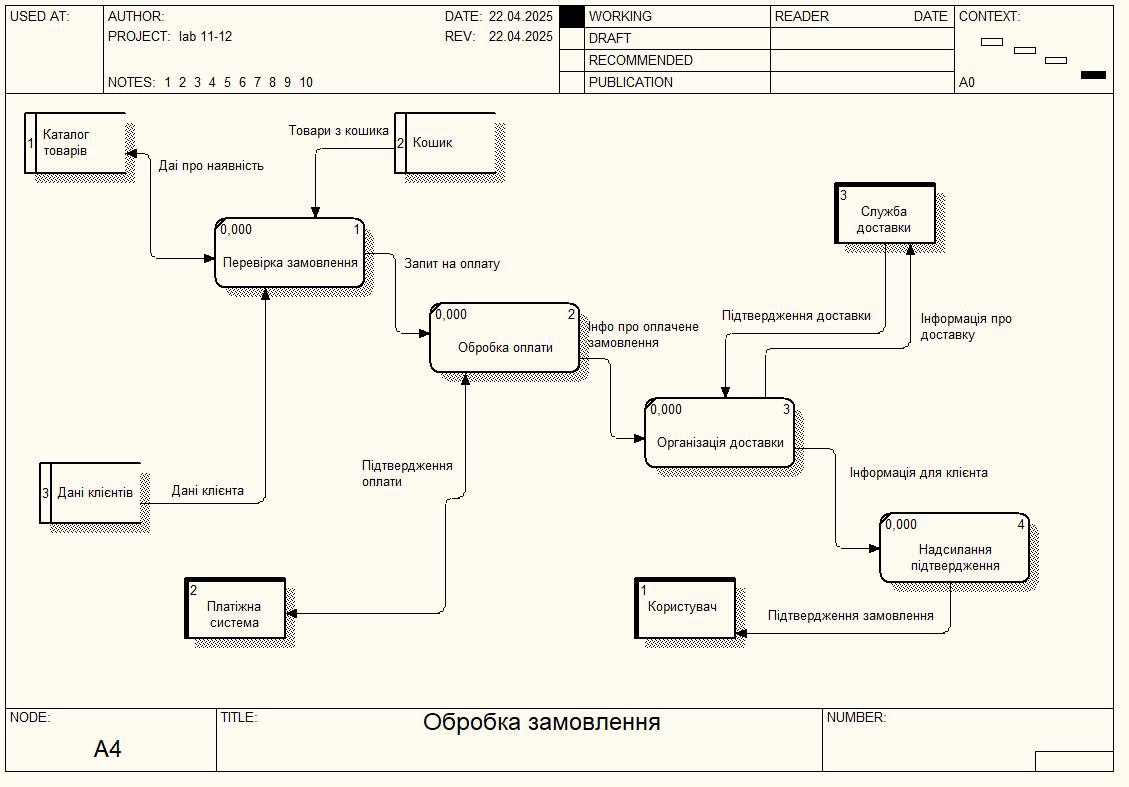 USED AT:
AUTHOR:
DATE: 22.04.2025
PROJECT: lab 11-12
REV: 22.04.2025
NOTES: 1 2 3 4 5 6 7 8 9 10
WORKING
DRAFT
RECOMMENDED
PUBLICATION
READER
DATE
CONTEXT:
A0
1
Каталог
товарів
Даі про наявність
Товари з кошика
2
Кошик
3
Служба
доставки
0,000
1
Перевірка замовлення
Запит на оплату
0,000
2
Обробка оплати
Інфо про оплачене
замовлення
Підтвердження доставки
Інформація про
доставку
0,000
3
Організація доставки
Підтвердження
оплати
Інформація для клієнта
3
Дані клієнтів
Дані клієнта
0,000
4
Надсилання
підтвердження
2
Платіжна
система
1
Користувач
Підтвердження замовлення
NODE:
A4
TITLE:
Обробка замовлення
NUMBER: